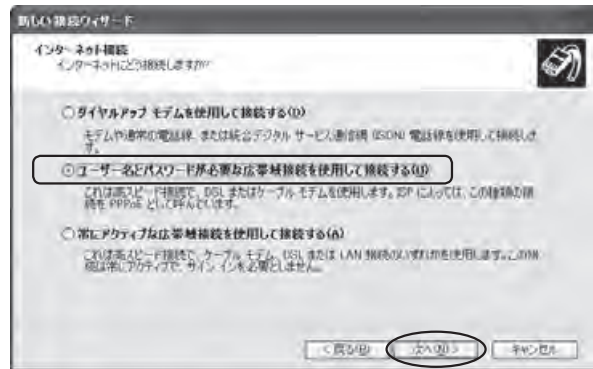 新しい接続ウィザード
インターネット接続
インターネットにどう接続しますか?
ダイヤルアップ モデムを使用して接続する(D)
モデムや通常の電話線、または統合デジタル サービス通信網 (ISDN) 電話線を使用して接続しま
す。
ユーザー名とパスワードが必要な広帯域接続を使用して接続する(U)
これは高スピード接続で、DSL またはケーブル モデムを使用します。ISP によっては、この種類の接
続を PPPoE として呼んでいます。
常にアクティブな広帯域接続を使用して接続する(A)
これは高スピード接続で、ケーブル モデム、DSL または LAN 接続のいずれかを使用します。この接
続は常にアクティブで、サイン インを必要としません。
< 戻る(B)
次へ(N) >
キャンセル